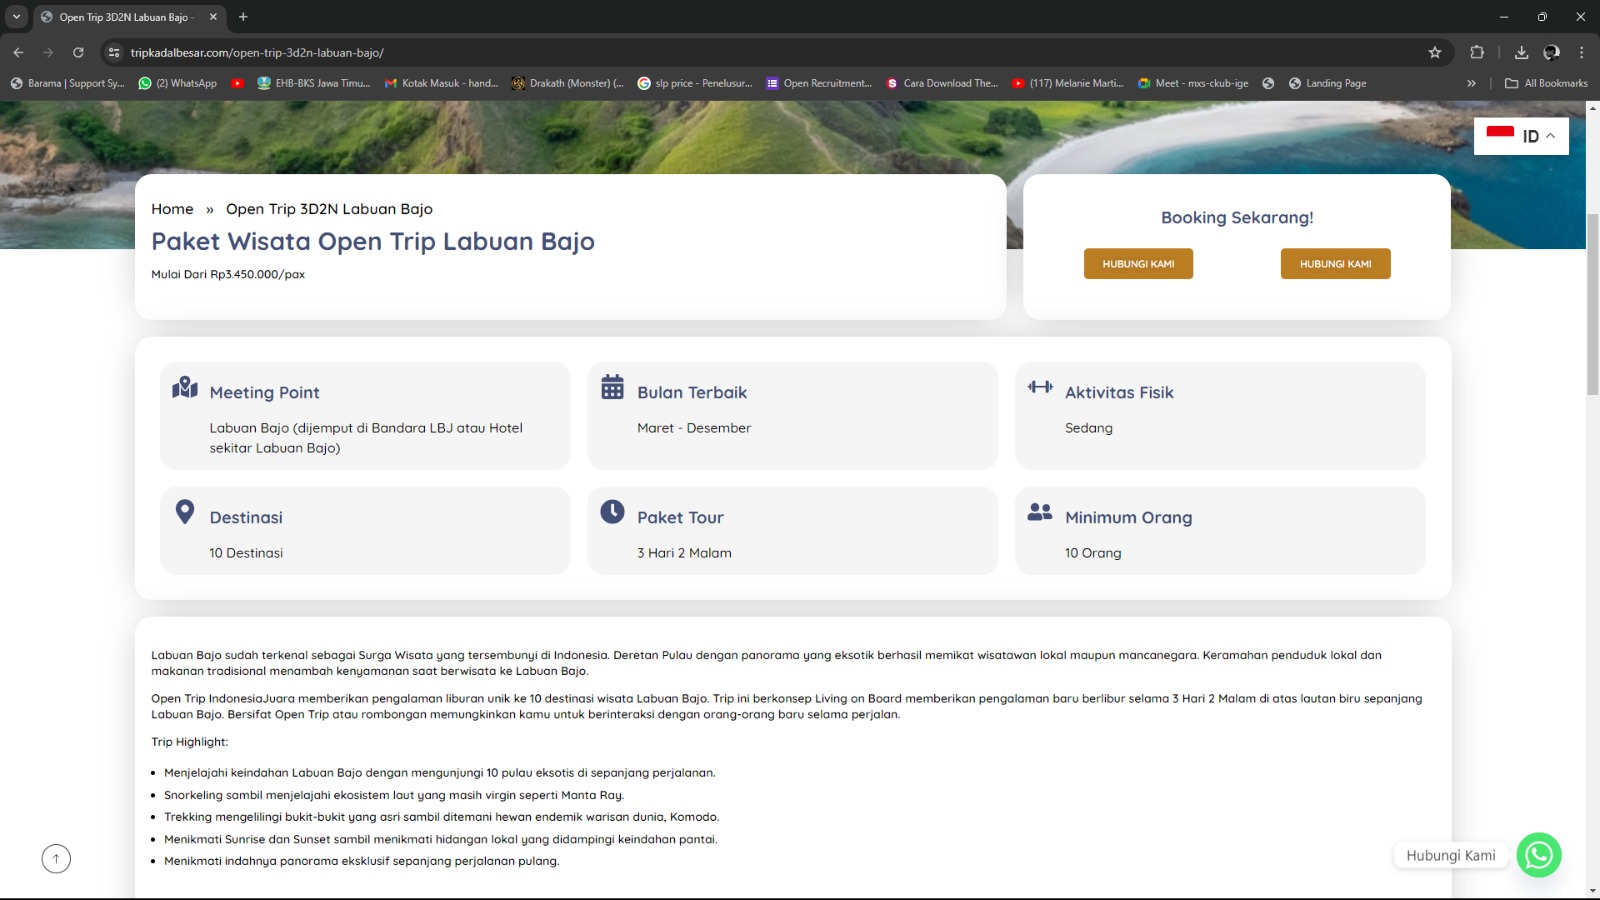 Open Trip 3D2N Labuan Bajo -
tripkadalbesar.com/open-trip-3d2n-labuan-bajo/
Barama | Support Sy...
(2) WhatsApp
EHB-BKS Jawa Timu...
Kotak Masuk - hand...
Drakath (Monster) (...
slp price - Penelusur...
Open Recruitment...
Cara Download The...
(117) Melanie Marti...
Meet - mxs-ckub-ige
Landing Page
»
All Bookmarks
ID
Home » Open Trip 3D2N Labuan Bajo
Paket Wisata Open Trip Labuan Bajo
Mulai Dari Rp3.450.000/pax
Booking Sekarang!
HUBUNGI KAMI
HUBUNGI KAMI
Meeting Point
Labuan Bajo (dijemput di Bandara LBJ atau Hotel
sekitar Labuan Bajo)
Bulan Terbaik
Maret - Desember
Aktivitas Fisik
Sedang
Destinasi
10 Destinasi
Paket Tour
3 Hari 2 Malam
Minimum Orang
10 Orang
Labuan Bajo sudah terkenal sebagai Surga Wisata yang tersembunyi di Indonesia. Deretan Pulau dengan panorama yang eksotik berhasil memikat wisatawan lokal maupun mancanegara. Keramahan penduduk lokal dan
makanan tradisional menambah kenyamanan saat berwisata ke Labuan Bajo.
Open Trip IndonesiaJuara memberikan pengalaman liburan unik ke 10 destinasi wisata Labuan Bajo. Trip ini berkonsep Living on Board memberikan pengalaman baru berlibur selama 3 Hari 2 Malam di atas lautan biru sepanjang
Labuan Bajo. Bersifat Open Trip atau rombongan memungkinkan kamu untuk berinteraksi dengan orang-orang baru selama perjalan.
Trip Highlight:
• Menjelajahi keindahan Labuan Bajo dengan mengunjungi 10 pulau eksotis di sepanjang perjalanan.
• Snorkeling sambil menjelajahi ekosistem laut yang masih virgin seperti Manta Ray.
• Trekking mengelilingi bukit-bukit yang asri sambil ditemani hewan endemik warisan dunia, Komodo.
• Menikmati Sunrise dan Sunset sambil menikmati hidangan lokal yang didampingi keindahan pantai.
• Menikmati indahnya panorama eksklusif sepanjang perjalanan pulang.
Hubungi Kami